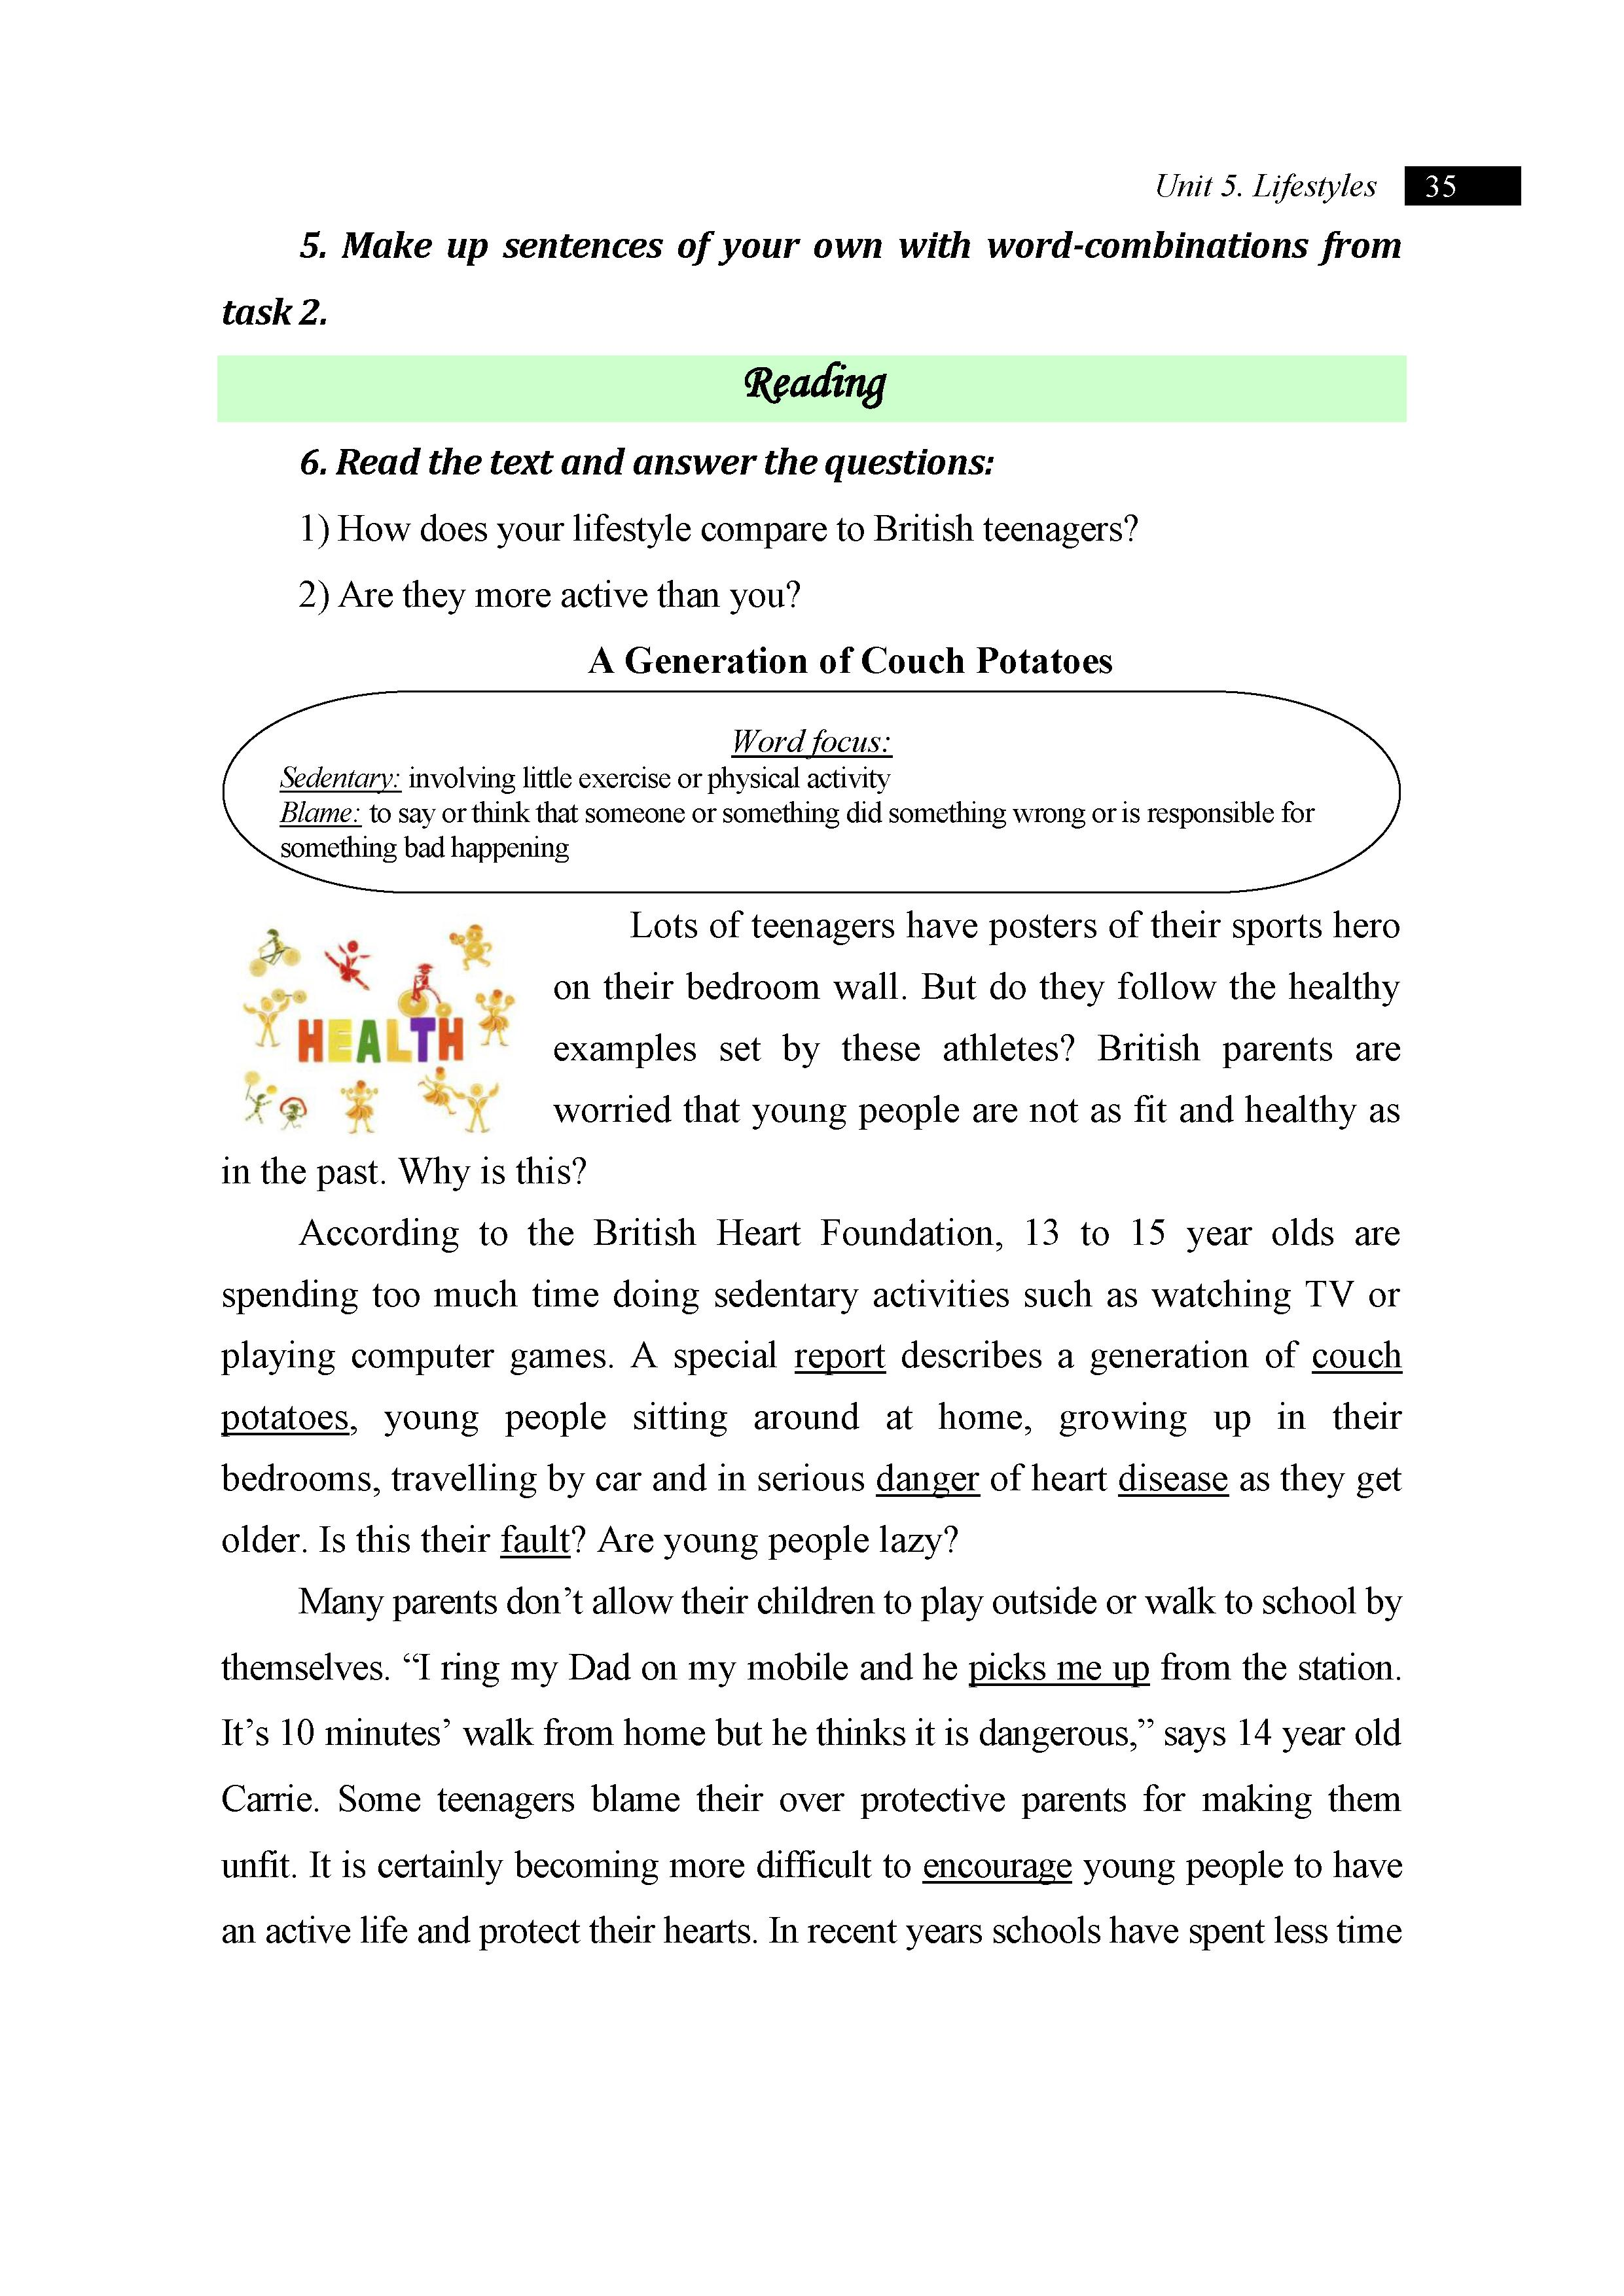 Unit 5. Lifestyles 35
5. Make up sentences of your own with word-combinations from
task 2.
Reading
6. Read the text and answer the questions:
1) How does your lifestyle compare to British teenagers?
2) Are they more active than you?
A Generation of Couch Potatoes
Word focus:
Sedentary: involving little exercise or physical activity
Blame: to say or think that someone or something did something wrong or is responsible for
something bad happening
HEALTH
Lots of teenagers have posters of their sports hero
on their bedroom wall. But do they follow the healthy
examples set by these athletes? British parents are
worried that young people are not as fit and healthy as
in the past. Why is this?
According to the British Heart Foundation, 13 to 15 year olds are
spending too much time doing sedentary activities such as watching TV or
playing computer games. A special report describes a generation of couch
potatoes, young people sitting around at home, growing up in their
bedrooms, travelling by car and in serious danger of heart disease as they get
older. Is this their fault? Are young people lazy?
Many parents don’t allow their children to play outside or walk to school by
themselves. “I ring my Dad on my mobile and he picks me up from the station.
It’s 10 minutes’ walk from home but he thinks it is dangerous,” says 14 year old
Carrie. Some teenagers blame their over protective parents for making them
unfit. It is certainly becoming more difficult to encourage young people to have
an active life and protect their hearts. In recent years schools have spent less time